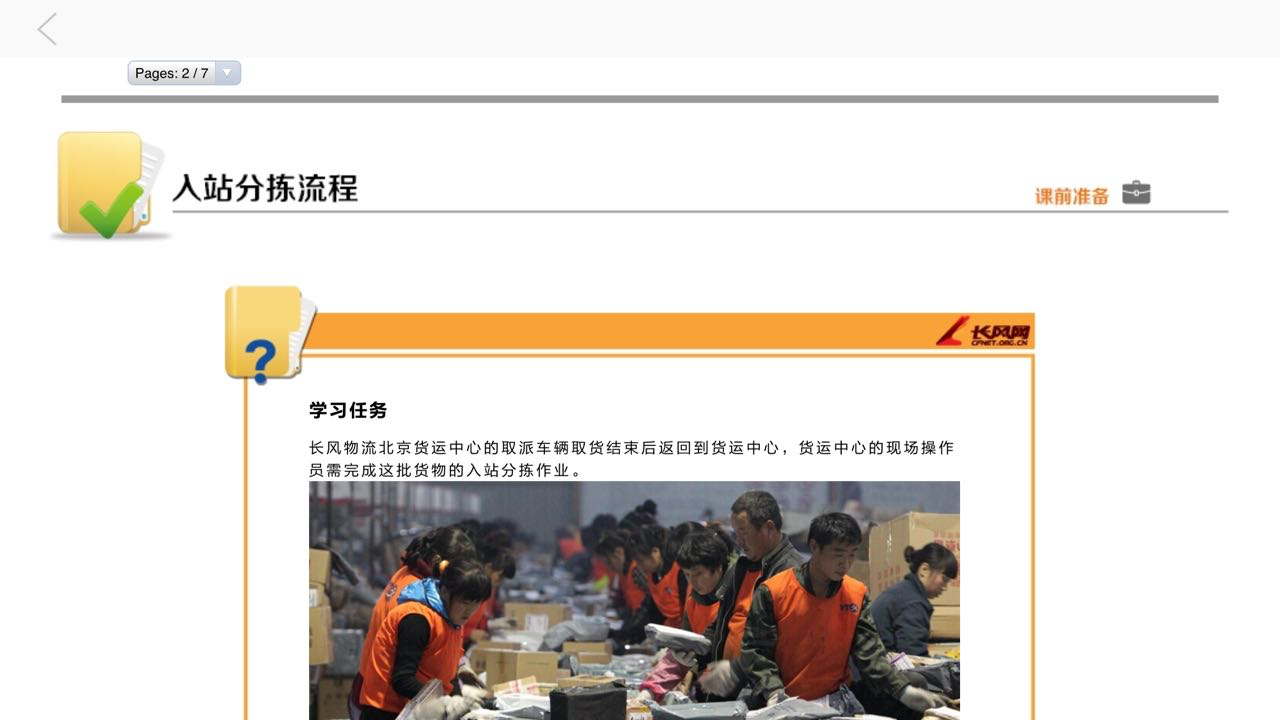 Pages: 2 / 7
入站分拣流程
课前准备
长风网
CFNET.ORG.CN
学习任务
长风物流北京货运中心的取派车辆取货结束后返回到货运中心，货运中心的现场操作
员需完成这批货物的入站分拣作业。